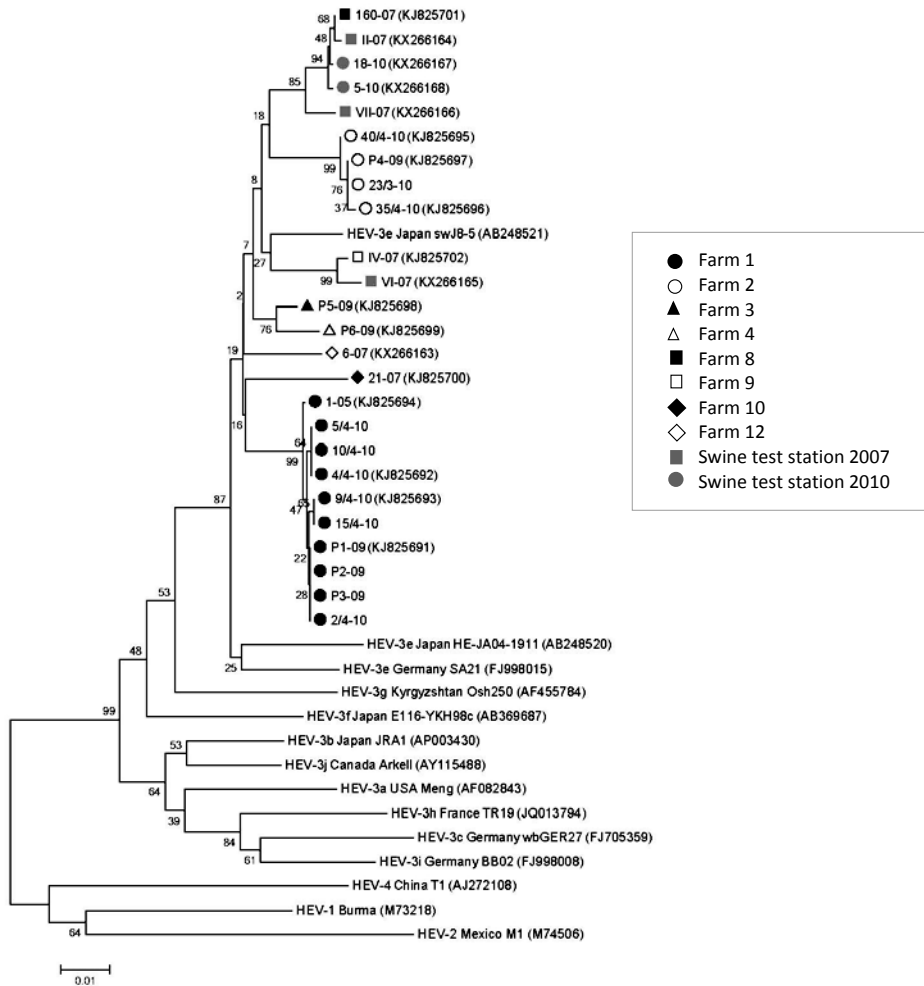 160-07 (KJ825701)
68
II-07 (KX266164)
48
18-10 (KX266167)
94
5-10 (KX266168)
85
VII-07 (KX266166)
18
40/4-10 (KJ825695)
P4-09 (KJ825697)
99
23/3-10
76
8
35/4-10 (KJ825696)
37
HEV-3e Japan swJ8-5 (AB248521)
7
IV-07 (KJ825702)
27
VI-07 (KX266165)
99
2
P5-09 (KJ825698)
P6-09 (KJ825699)
76
6-07 (KX266163)
19
21-07 (KJ825700)
1-05 (KJ825694)
16
5/4-10
64
10/4-10
99
4/4-10 (KJ825692)
9/4-10 (KJ825693)
65
47
15/4-10
87
P1-09 (KJ825691)
22
P2-09
P3-09
28
2/4-10
53
HEV-3e Japan HE-JA04-1911 (AB248520)
48
HEV-3e Germany SA21 (FJ998015)
25
HEV-3g Kyrgyzshtan Osh250 (AF455784)
99
HEV-3f Japan E116-YKH98c (AB369687)
HEV-3b Japan JRA1 (AP003430)
53
HEV-3j Canada Arkell (AY115488)
64
HEV-3a USA Meng (AF082843)
39
HEV-3h France TR19 (JQ013794)
84
HEV-3c Germany wbGER27 (FJ705359)
61
HEV-3i Germany BB02 (FJ998008)
HEV-4 China T1 (AJ272108)
HEV-1 Burma (M73218)
64
HEV-2 Mexico M1 (M74506)
0.01
Farm 1
Farm 2
Farm 3
Farm 4
Farm 8
Farm 9
Farm 10
Farm 12
Swine test station 2007
Swine test station 2010